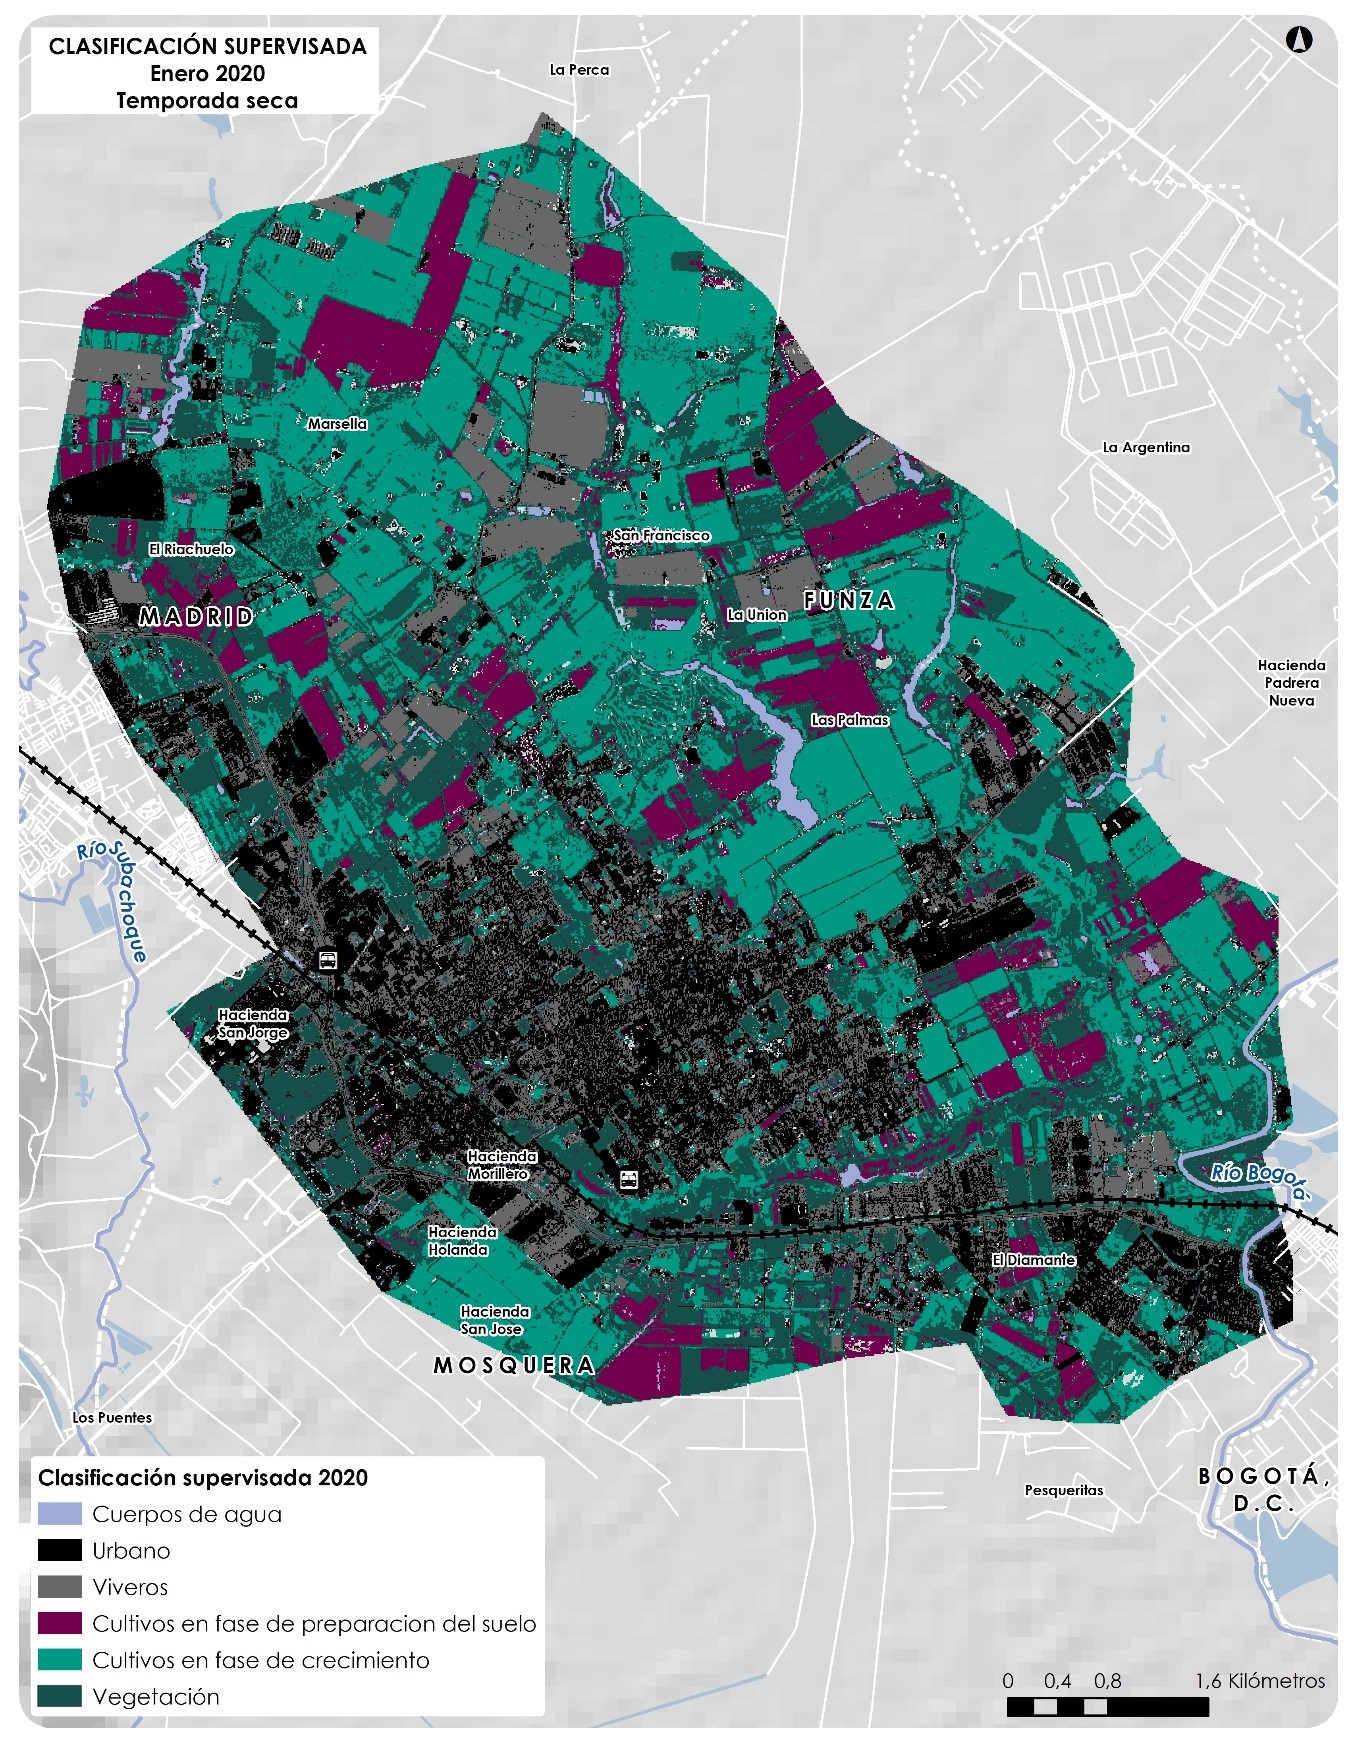 CLASIFICACIÓN SUPERVISADA
Enero 2020
Temporada seca
La Perca
Marsella
La Argentina
San Francisco
El Riachuelo
FUNZA
La Union
MADRID
Hacienda
Padrera
Nueva
Las Palmas
Río Subachoque
Hacienda
San Jorge
Hacienda
Morillero
Río Bogotá
Hacienda
Holanda
El Diamante
Hacienda
San Jose
MOSQUERA
Los Puentes
BOGOTÁ,
D.C.
Pesqueritas
Clasificación supervisada 2020
Cuerpos de agua
Urbano
Viveros
Cultivos en fase de preparacion del suelo
Cultivos en fase de crecimiento
Vegetación
0 0,4 0,8 1,6 Kilómetros